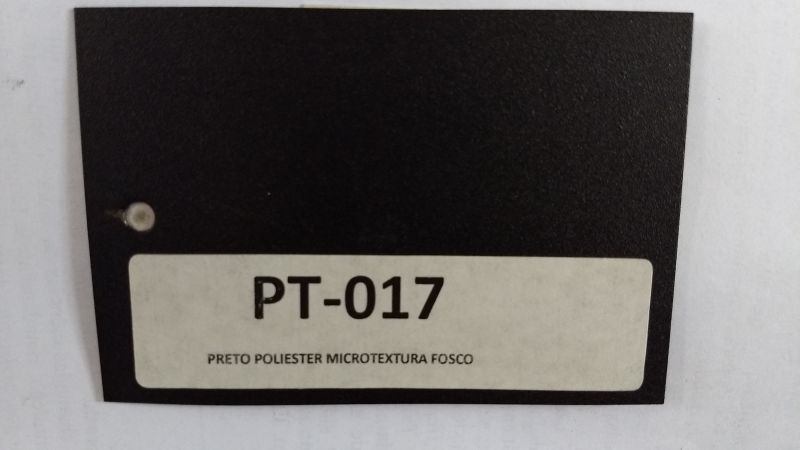 PT-017
PRETO POLIESTER MICROTEXTURA FOSCO